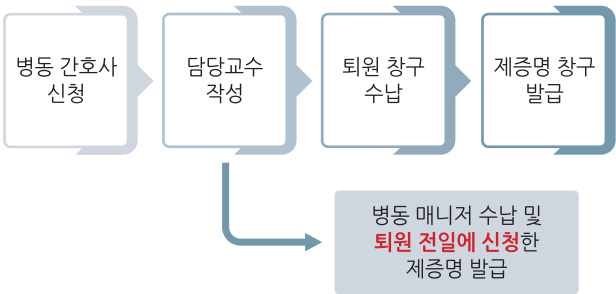 병동 간호사
신청
담당교수
작성
퇴원 창구
수납
제증명 창구
발급
병동 매니저 수납 및
퇴원 전일에 신청한
제증명 발급